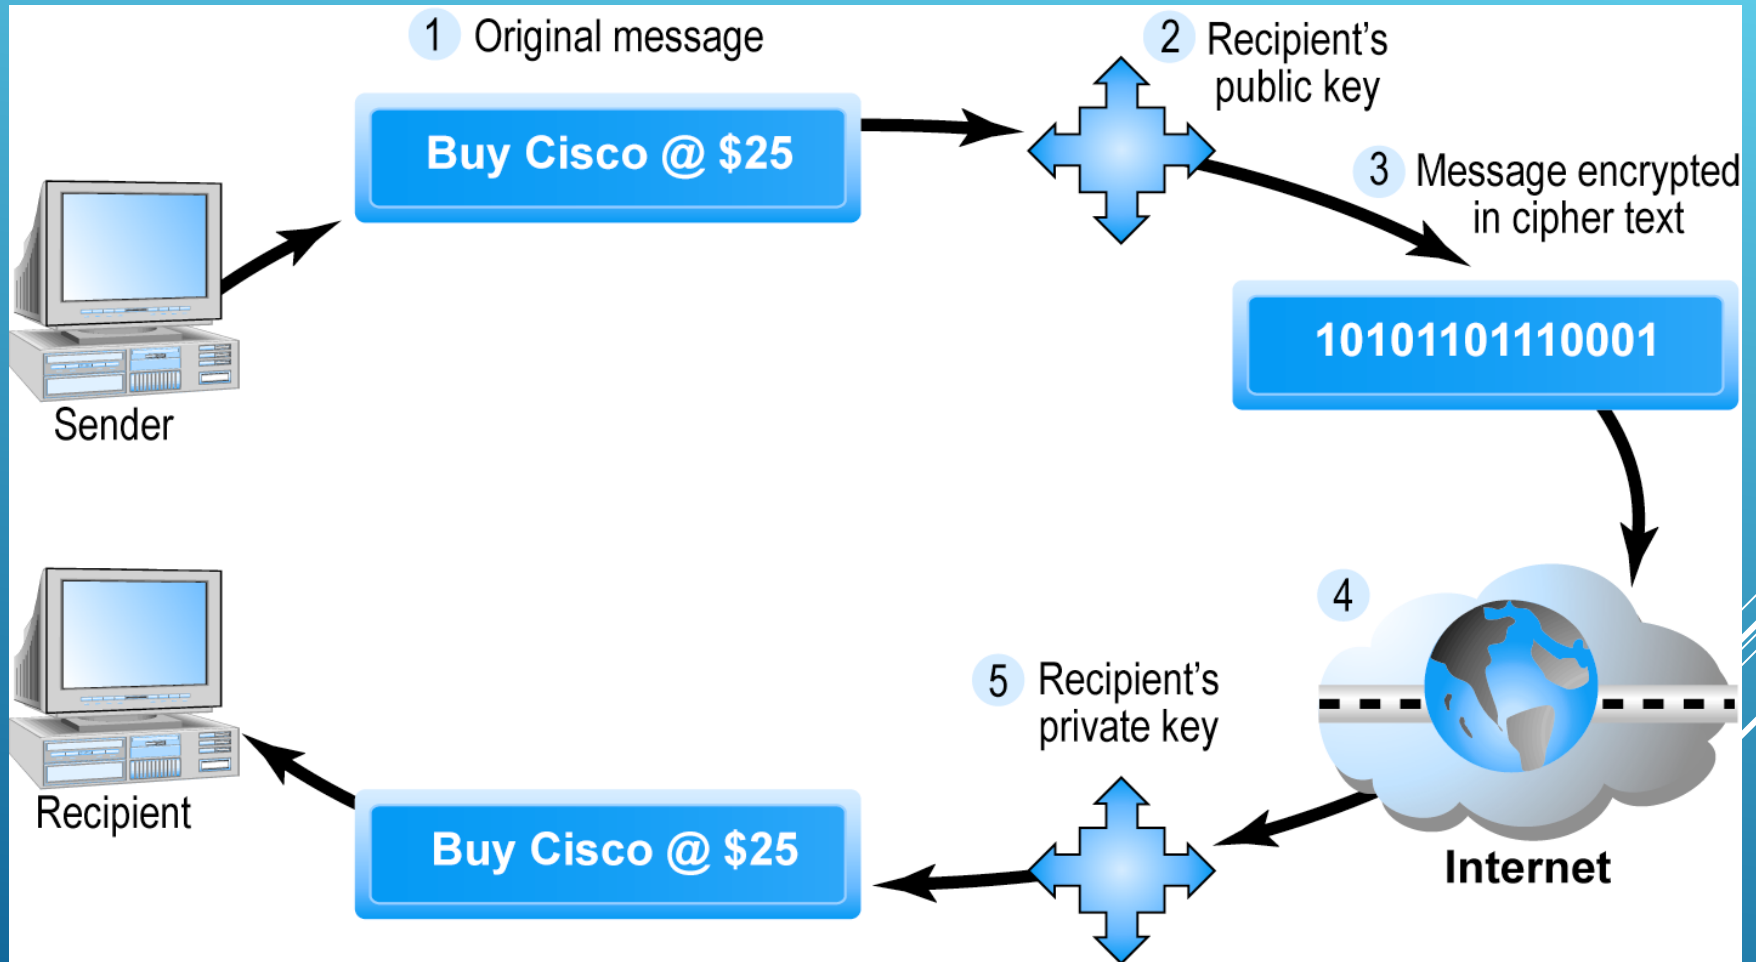 1 Original message
Buy Cisco @ $25
2 Recipient's
public key
3 Message encrypted
in cipher text
10101101110001
Sender
4
Internet
5 Recipient's
private key
Buy Cisco @ $25
Recipient